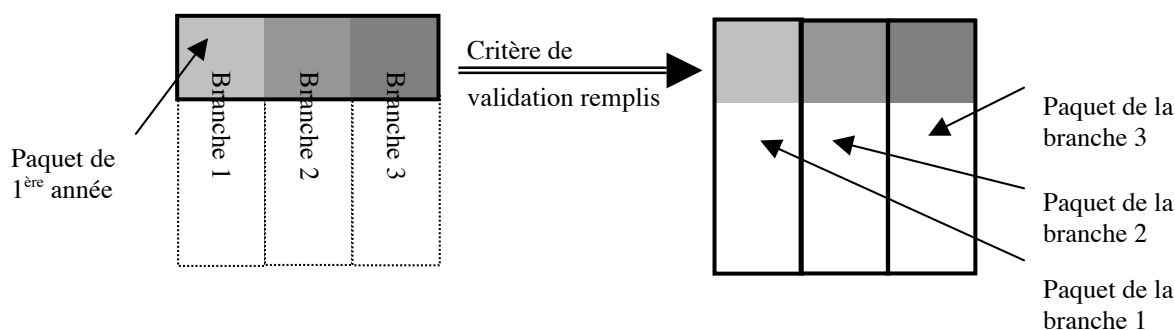 Paquet de
1ère année
Branche 1
Branche 2
Branche 3
Critère de
validation remplis
Paquet de la
branche 3
Paquet de la
branche 2
Paquet de la
branche 1